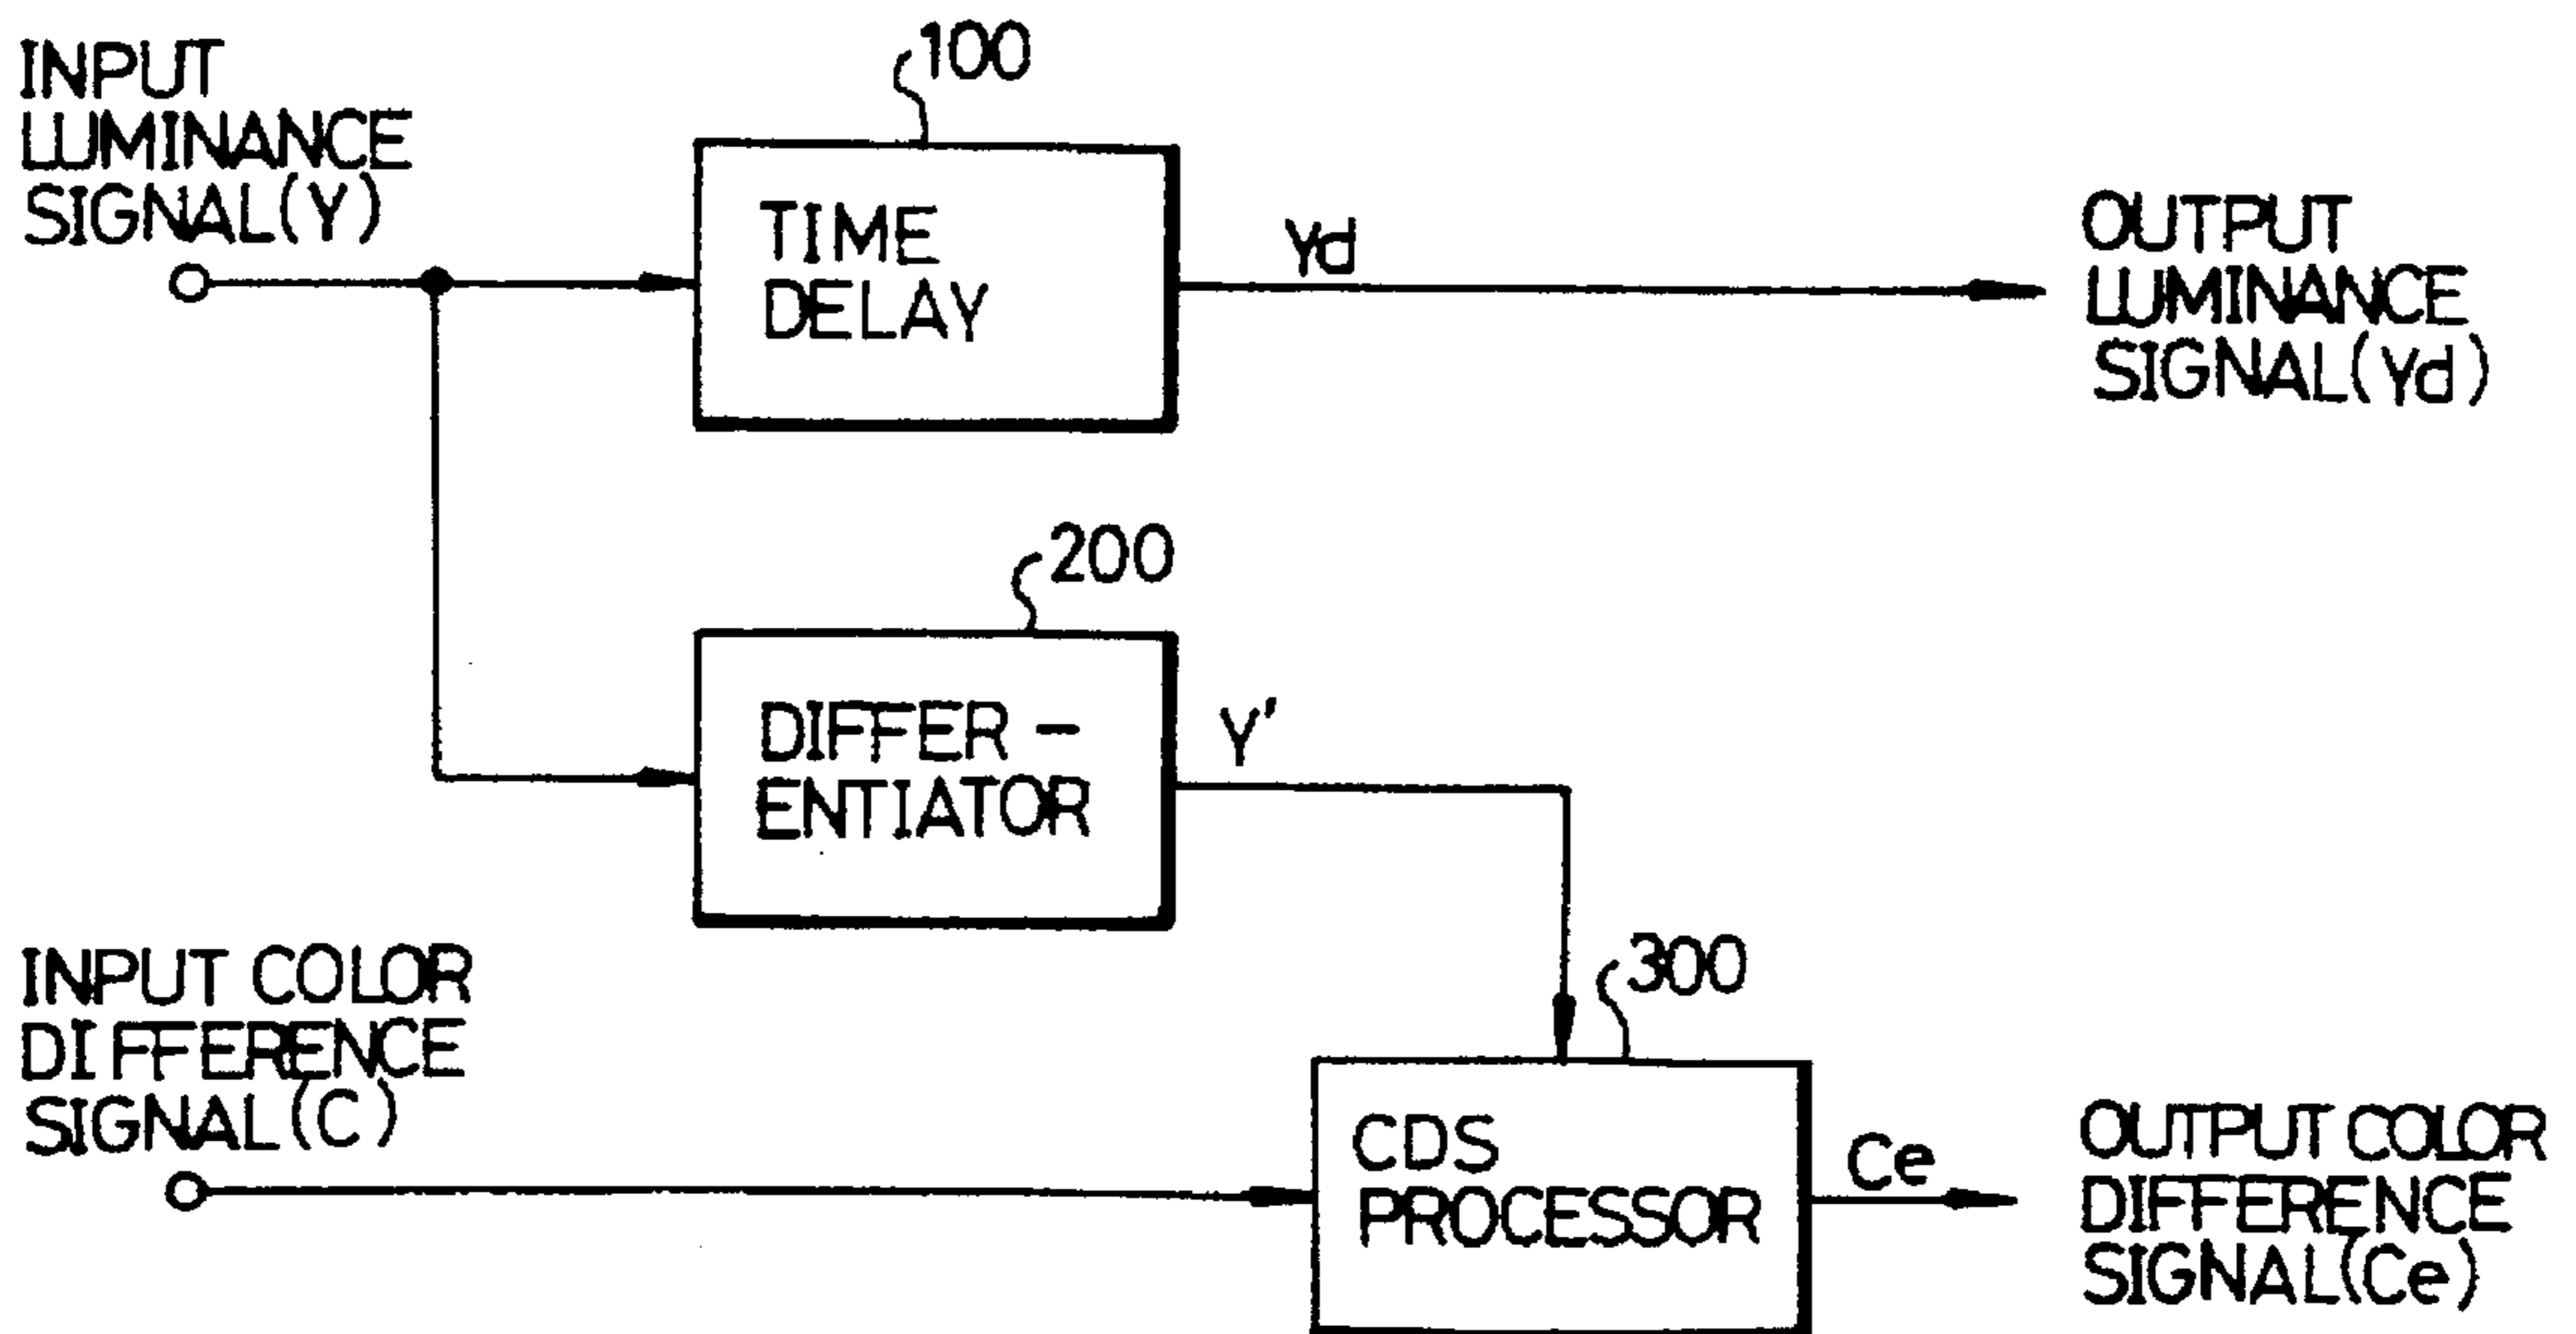 INPUT
LUMINANCE
SIGNAL(Y)
100
TIME
DELAY
Yd
OUTPUT
LUMINANCE
SIGNAL(Yd)
200
DIFFER-
ENTIATOR
Y'
INPUT COLOR
DIFFERENCE
SIGNAL(C)
300
CDS
PROCESSOR
Ce
OUTPUT COLOR
DIFFERENCE
SIGNAL(Ce)